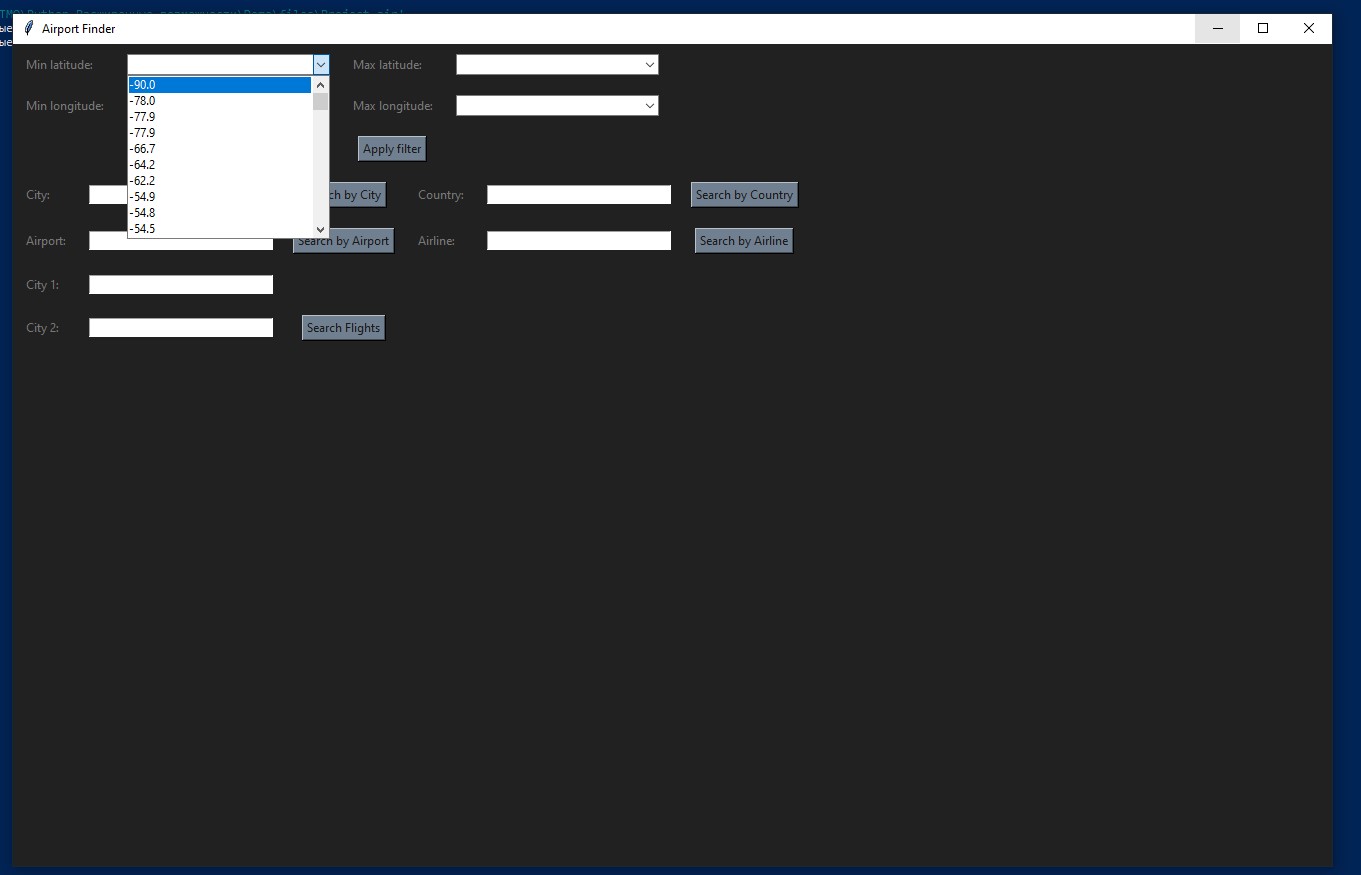 Airport Finder
Min latitude:
Max latitude:
-90.0
-78.0
-77.9
-77.9
-66.7
-64.2
-62.2
-54.9
-54.8
-54.5
Min longitude:
Max longitude:
Apply filter
City:
ch by City
Country:
Search by Country
Airport:
Search by Airport
Airline:
Search by Airline
City 1:
City 2:
Search Flights